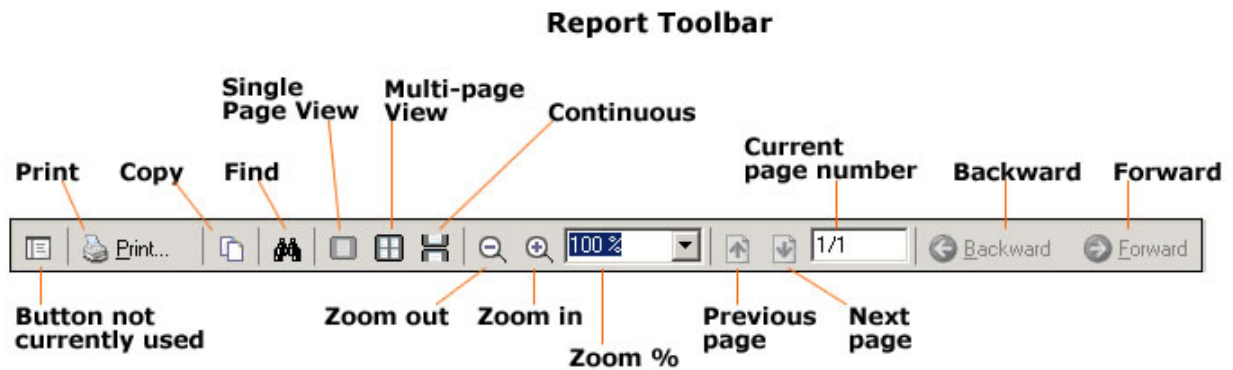 Report Toolbar
Single
Page View
Multi-page
View
Continuous
Current
page number
Print
Copy
Find
Backward
Forward
Print...
100 %
1/1
Backward
Forward
Button not
currently used
Zoom out
Zoom in
Zoom %
Previous
page
Next
page